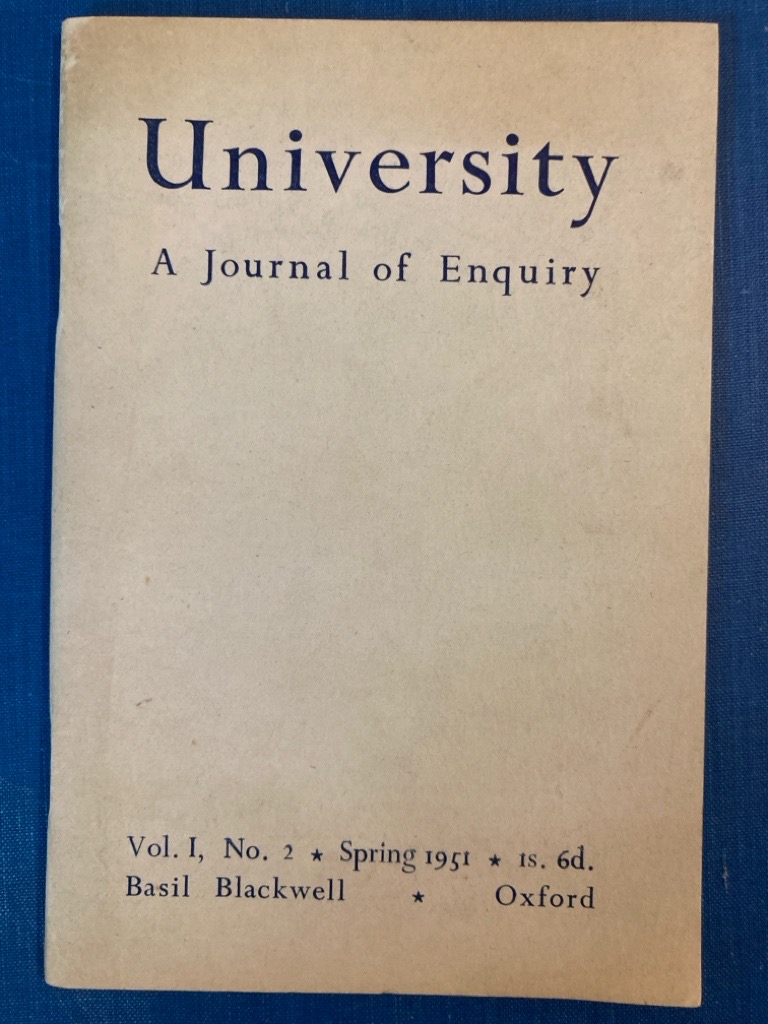 University
A Journal of Enquiry
Vol. I, No. 2 ★ Spring 1951 ★ 1s. 6d.
Basil Blackwell ★ Oxford